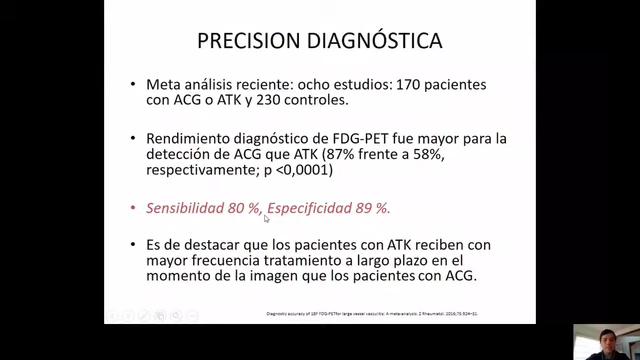 PRECISION DIAGNÓSTICA
• Meta análisis reciente: ocho estudios: 170 pacientes
con ACG o ATK y 230 controles.
• Rendimiento diagnóstico de FDG-PET fue mayor para la
detección de ACG que ATK (87% frente a 58%,
respectivamente; p <0,0001)
• Sensibilidad 80 %, Especificidad 89 %.
• Es de destacar que los pacientes con ATK reciben con
mayor frecuencia tratamiento a largo plazo en el
momento de la imagen que los pacientes con ACG.
Diagnostic accuracy of 18F FDG-PETfor large vessel vasculitis: A meta-analysis. Z Rheumatol. 2016;75:924–31.